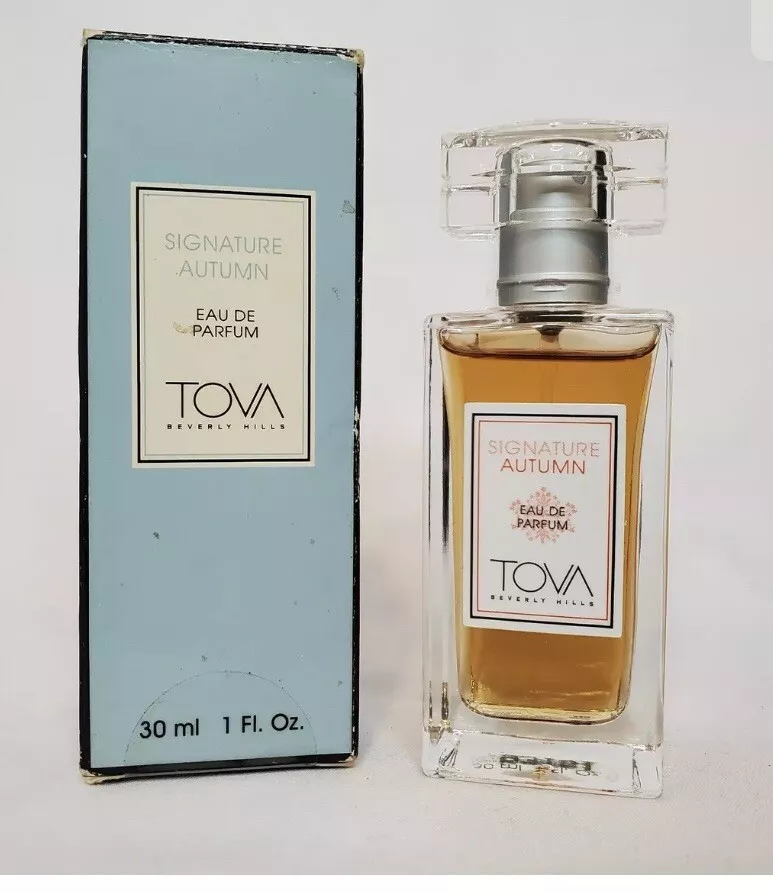 SIGNATURE
AUTUMN
EAU DE
PARFUM
TOVA
BEVERLY HILLS
30 ml 1 Fl. Oz.
SIGNATURE
AUTUMN
EAU DE
PARFUM
TOVA
BEVERLY HILLS